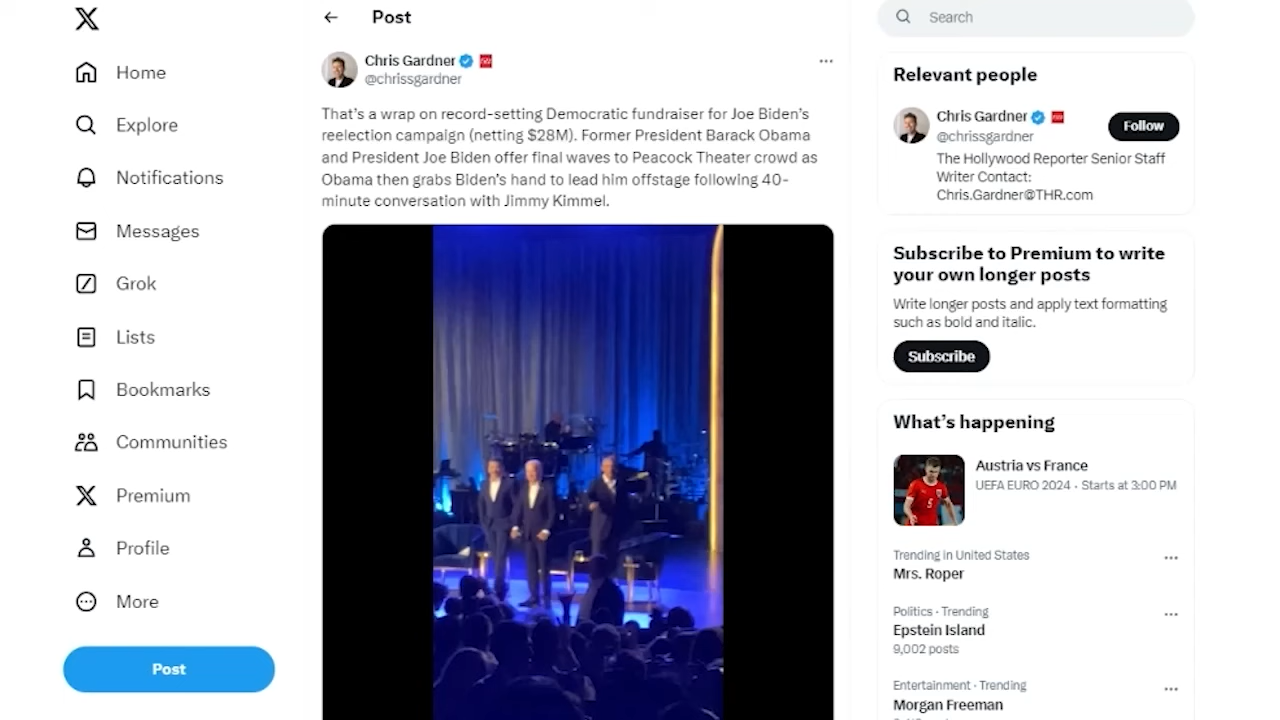 Home
Explore
Notifications
Messages
Grok
Lists
Bookmarks
Communities
Premium
Profile
More
Post
Post
Chris Gardner
@chrissgardner
That's a wrap on record-setting Democratic fundraiser for Joe Biden's
reelection campaign (netting $28M). Former President Barack Obama
and President Joe Biden offer final waves to Peacock Theater crowd as
Obama then grabs Biden's hand to lead him offstage following 40-
minute conversation with Jimmy Kimmel.
Search
Relevant people
Chris Gardner
@chrissgardner
Follow
The Hollywood Reporter Senior Staff
Writer Contact:
Chris.Gardner@THR.com
Subscribe to Premium to write
your own longer posts
Write longer posts and apply text formatting
such as bold and italic.
Subscribe
What's happening
Austria vs France
UEFA EURO 2024 · Starts at 3:00 PM
Trending in United States
Mrs. Roper
Politics · Trending
Epstein Island
9,002 posts
Entertainment · Trending
Morgan Freeman